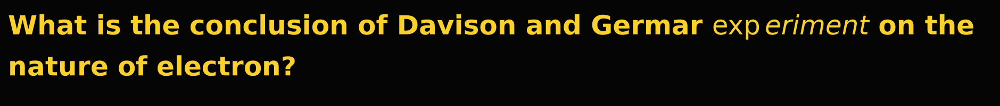 What is the conclusion of Davison and Germar experiment on the
nature of electron?